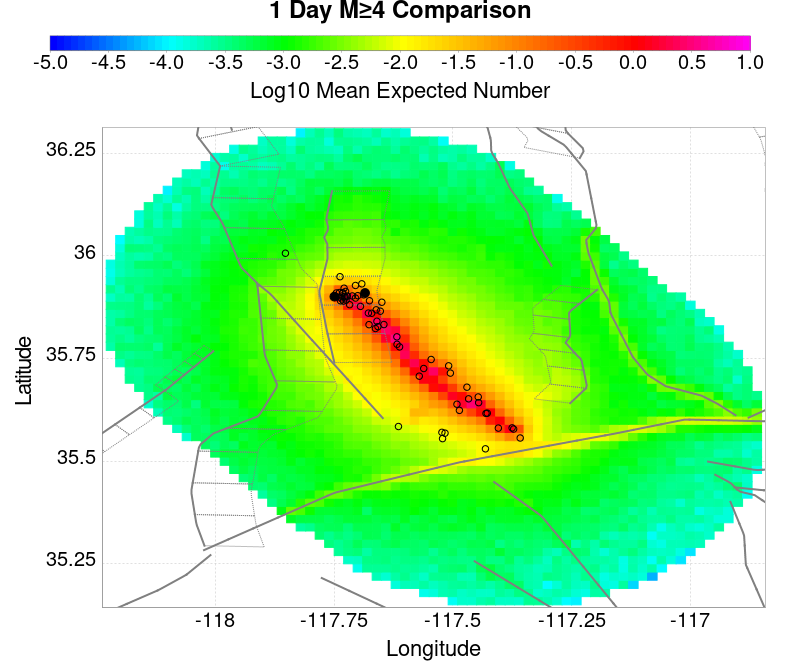 1 Day M≥4 Comparison
-5.0 -4.5 -4.0 -3.5 -3.0 -2.5 -2.0 -1.5 -1.0 -0.5 0.0 0.5 1.0
Log10 Mean Expected Number
36.25
36
35.75
35.5
35.25
Latitude
-118 -117.75 -117.5 -117.25 -117
Longitude